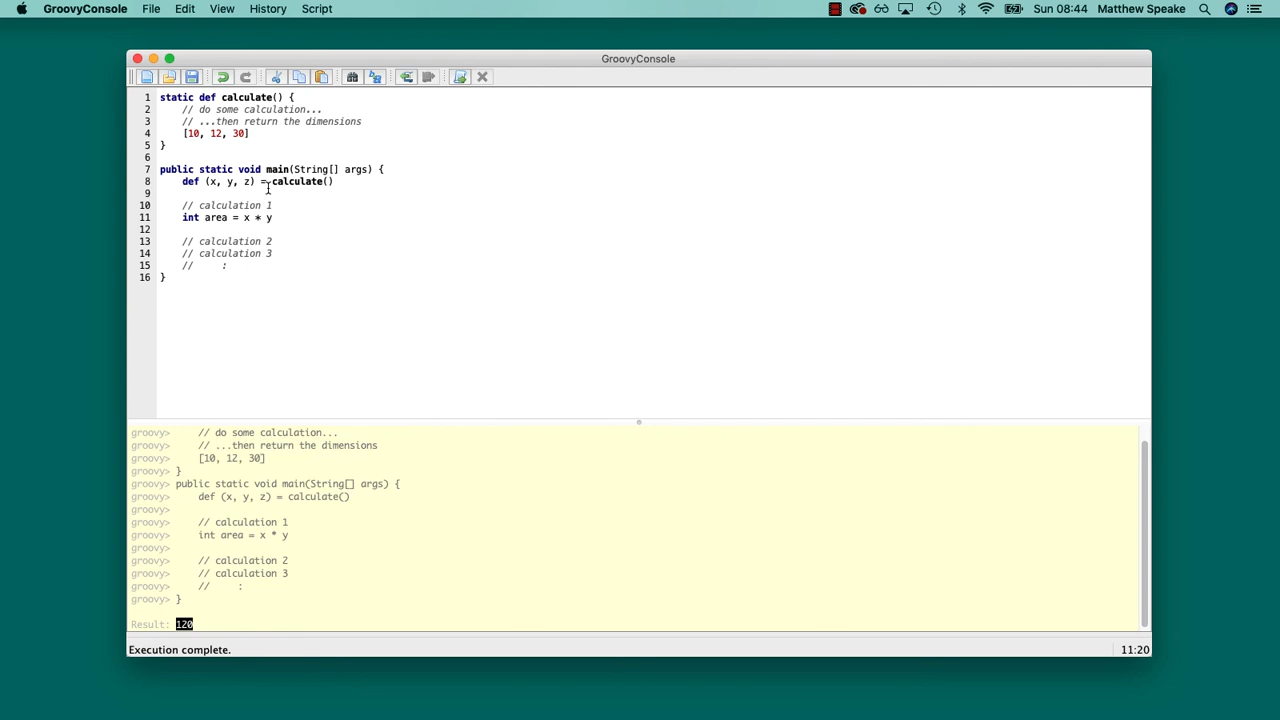 GroovyConsole File Edit View History Script Sun 08:44 Matthew Speake
GroovyConsole
1 static def calculate() {
2 // do some calculation...
3 // ...then return the dimensions
4 [10, 12, 30]
5 }
6
7 public static void main(String[] args) {
8 def (x, y, z) = calculate()
9
10 // calculation 1
11 int area = x * y
12
13 // calculation 2
14 // calculation 3
15 // :
16 }
groovy> // do some calculation...
groovy> // ...then return the dimensions
groovy> [10, 12, 30]
groovy> }
groovy> public static void main(String[] args) {
groovy> def (x, y, z) = calculate()
groovy>
groovy> // calculation 1
groovy> int area = x * y
groovy>
groovy> // calculation 2
groovy> // calculation 3
groovy> // :
groovy> }
Result: 120
Execution complete. 11:20